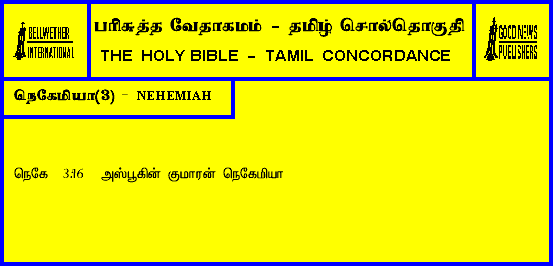 BELLWETHER
INTERNATIONAL
பரிசுத்த வேதாகமம் - தமிழ் சொல்தொகுதி
THE HOLY BIBLE - TAMIL CONCORDANCE
GOOD NEWS
PUBLISHERS
நெகேமியா(3) - NEHEMIAH
நெகே 3:16 அஸ்பூகின் குமாரன் நெகேமியா